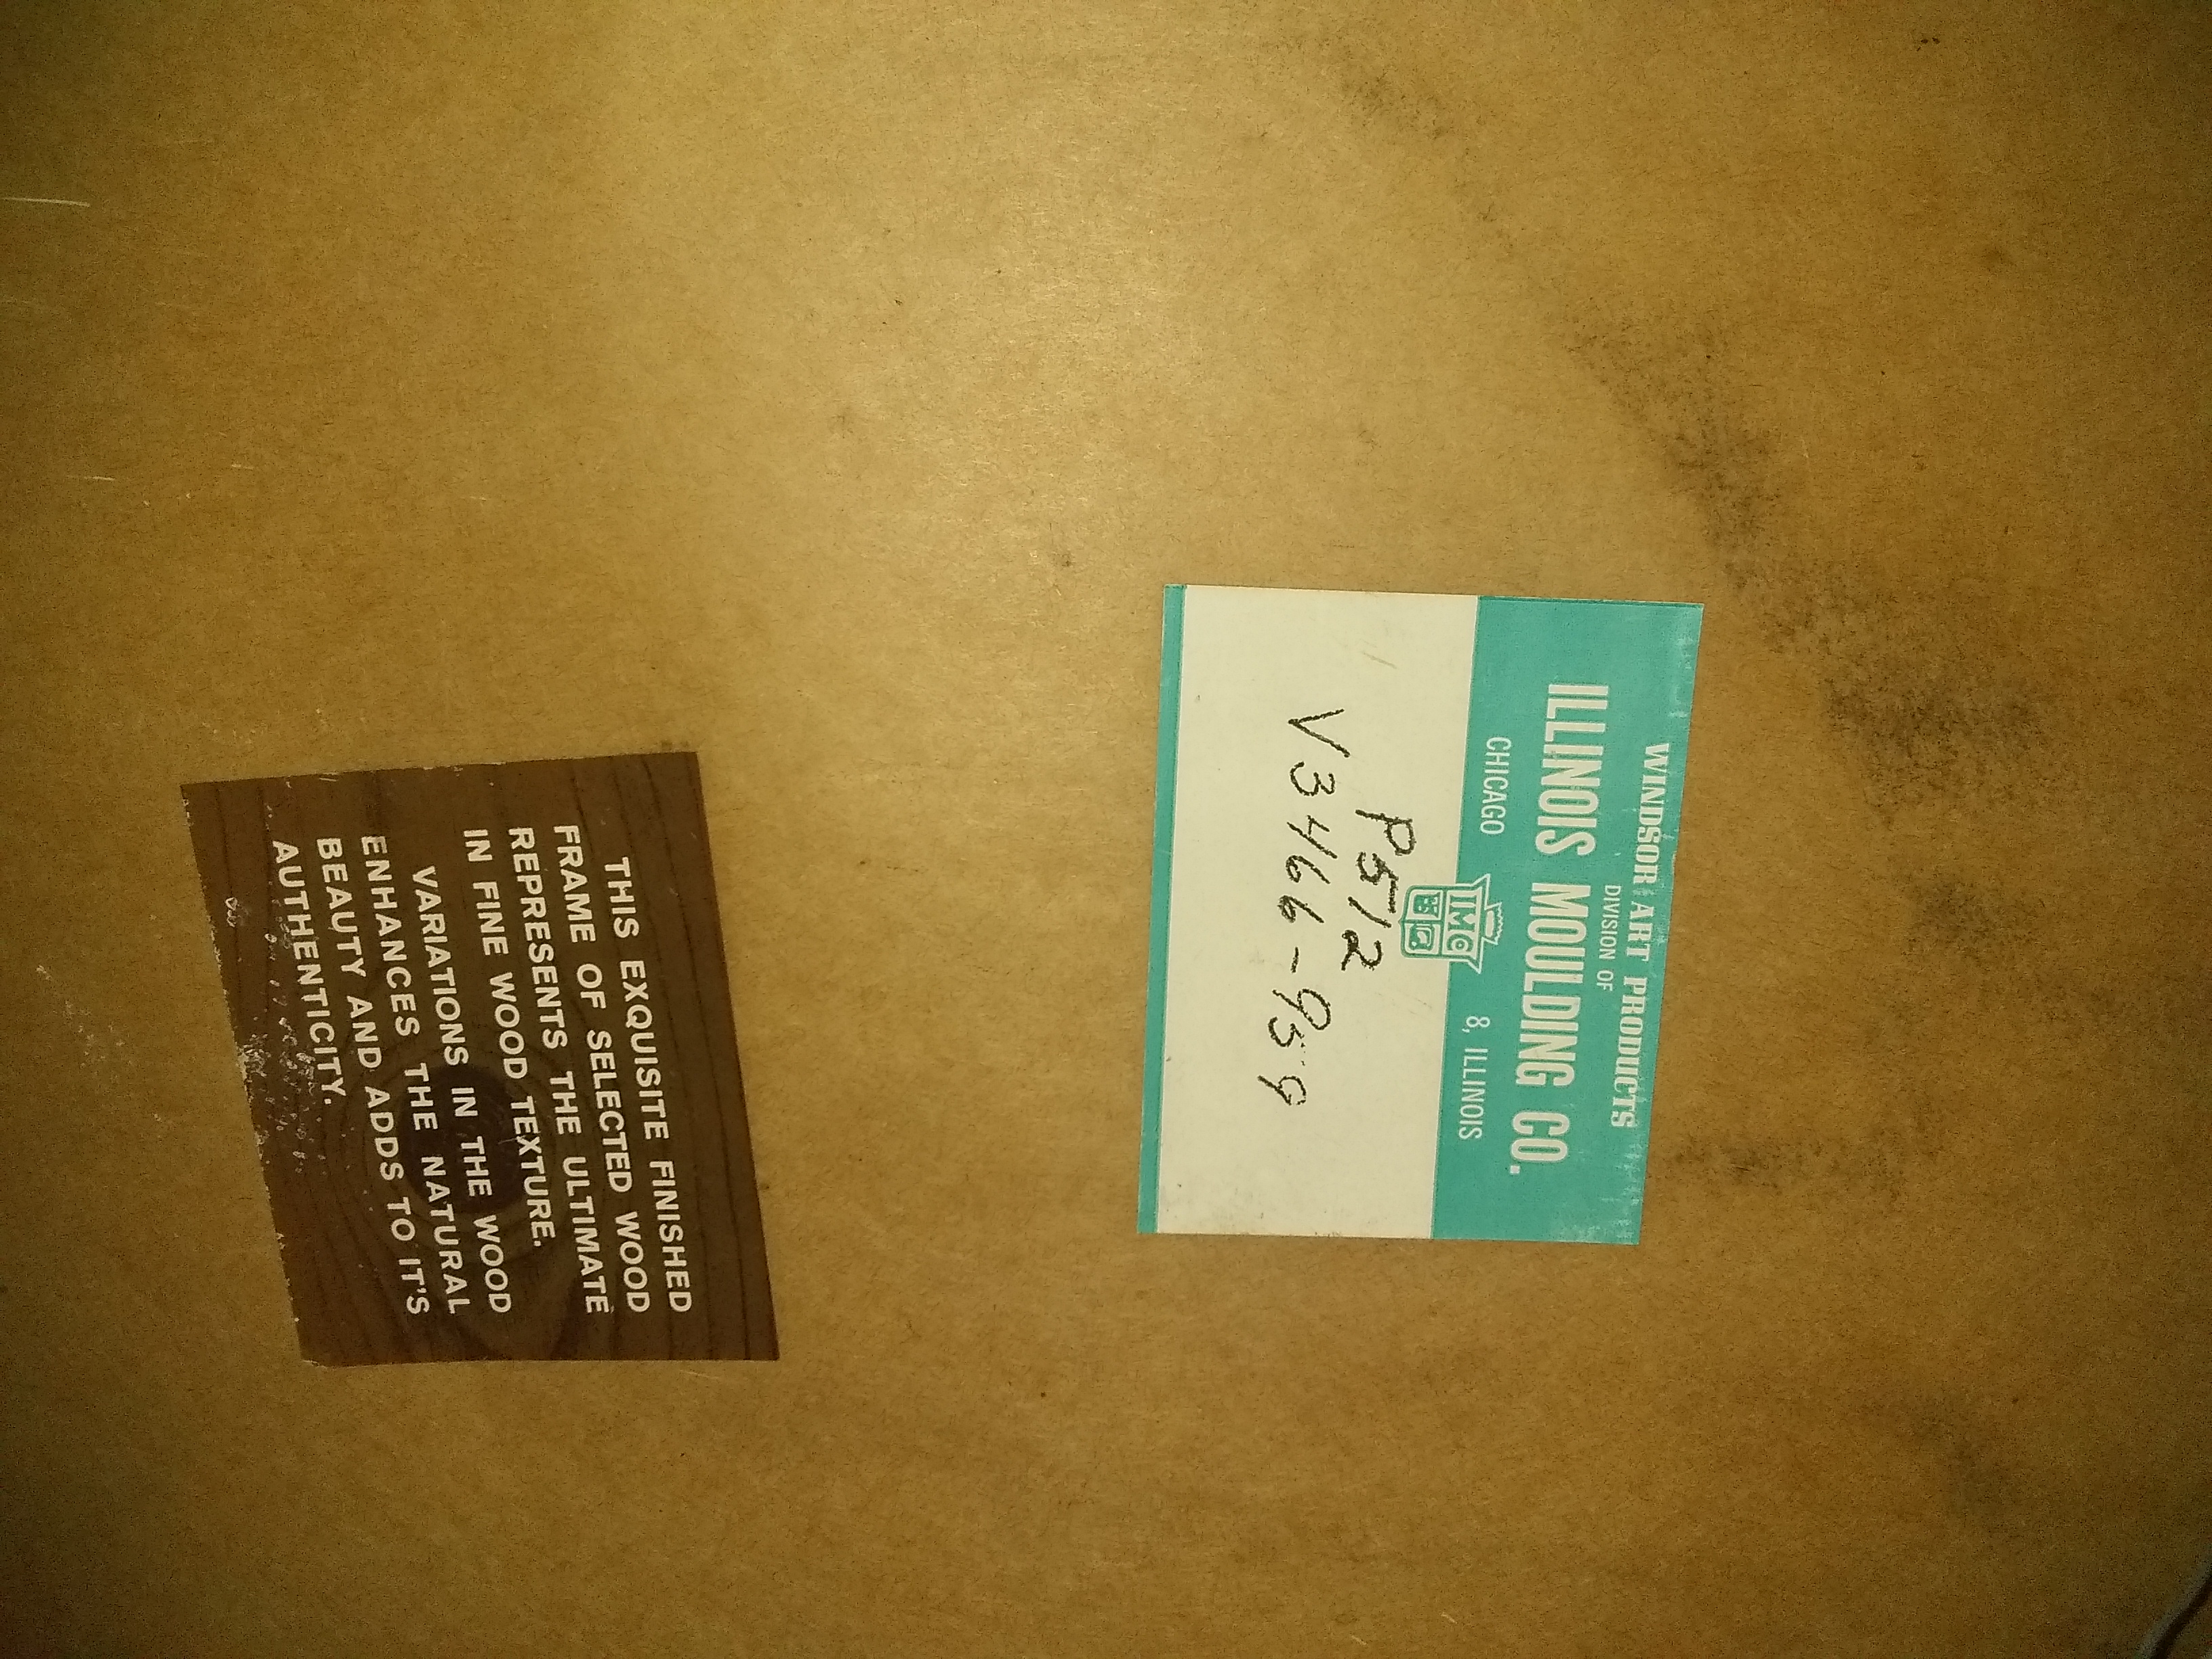 WINDSOR ART PRODUCTS
DIVISION OF
ILLINOIS MOULDING CO.
CHICAGO 8, ILLINOIS
IMC
P5512
V3466-959
THIS EXQUISITE FINISHED
FRAME OF SELECTED WOOD
REPRESENTS THE ULTIMATE
IN FINE WOOD TEXTURE.
VARIATIONS IN THE WOOD
ENHANCES THE NATURAL
BEAUTY AND ADDS TO IT'S
AUTHENTICITY.